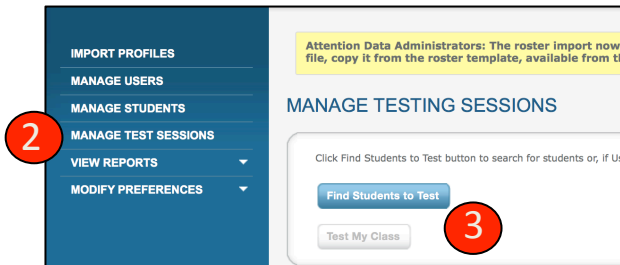 IMPORT PROFILES
MANAGE USERS
MANAGE STUDENTS
2
MANAGE TEST SESSIONS
VIEW REPORTS
MODIFY PREFERENCES
Attention Data Administrators: The roster import now
file, copy it from the roster template, available from
MANAGE TESTING SESSIONS
Click Find Students to Test button to search for students or, if
Find Students to Test
3
Test My Class